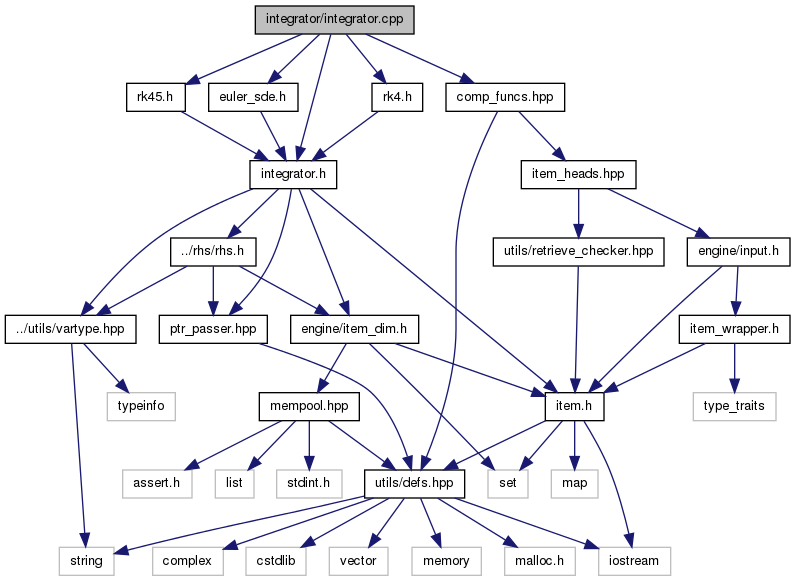 integrator/integrator.cpp
rk45.h
euler_sde.h
rk4.h
comp_funcs.hpp
integrator.h
item_heads.hpp
../rhs/rhs.h
utils/retrieve_checker.hpp
engine/input.h
../utils/vartype.hpp
ptr_passer.hpp
engine/item_dim.h
item_wrapper.h
typeinfo
mempool.hpp
item.h
type_traits
assert.h
list
stdint.h
utils/defs.hpp
set
map
string
complex
cstdlib
vector
memory
malloc.h
iostream